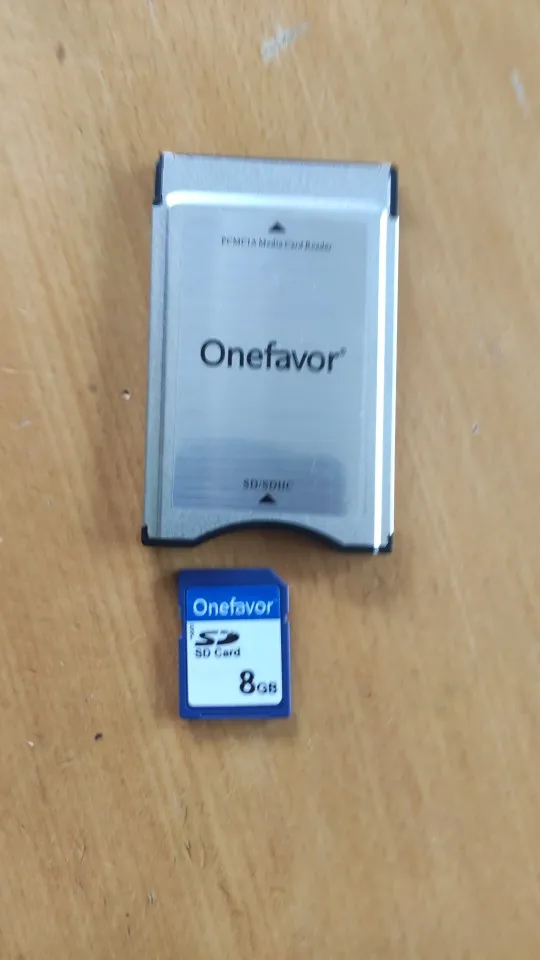 PCMCIA Media Card Reader
Onefavor®
SD/SDHC
Onefavor
SD
SD Card
8GB